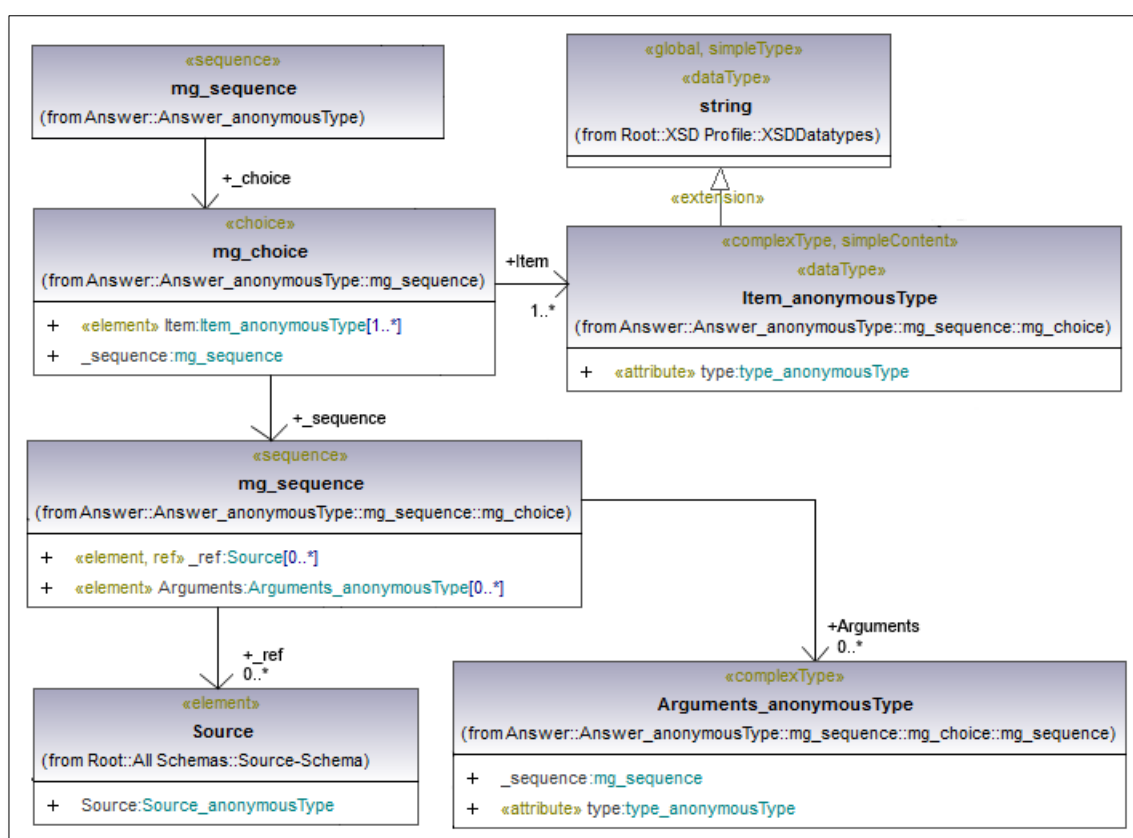 «sequence»
mg_sequence
(from Answer::Answer_anonymousType)
+_choice
«global, simpleType»
«dataType»
string
(from Root::XSD Profile::XSDDatatypes)
«extension»
«choice»
mg_choice
(from Answer::Answer_anonymousType::mg_sequence)
+ «element» Item:Item_anonymousType[1..*]
+ _sequence:mg_sequence
+Item
1..*
«complexType, simpleContent»
«dataType»
Item_anonymousType
(from Answer::Answer_anonymousType::mg_sequence::mg_choice)
+ «attribute» type:type_anonymousType
+_sequence
«sequence»
mg_sequence
(from Answer::Answer_anonymousType::mg_sequence::mg_choice)
+ «element, ref» _ref:Source[0..*]
+ «element» Arguments:Arguments_anonymousType[0..*]
+_ref
0..*
+Arguments
0..*
«element»
Source
(from Root::All Schemas::Source-Schema)
+ Source:Source_anonymousType
«complexType»
Arguments_anonymousType
(from Answer::Answer_anonymousType::mg_sequence::mg_choice::mg_sequence)
+ _sequence:mg_sequence
+ «attribute» type:type_anonymousType